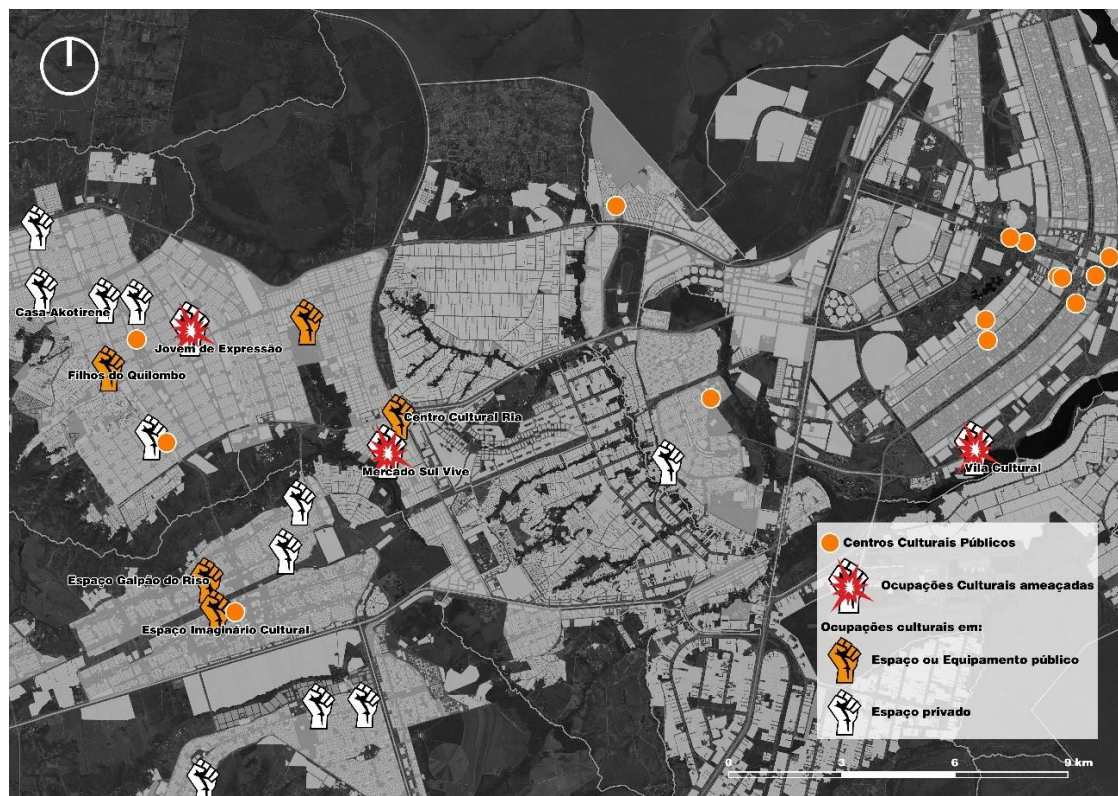 Casa Akotirene
Jovem de Expressão
Filhos do Quilombo
Centro Cultural Ria
Mercado Sul Vive
Vila Cultural
Espaço Galpão do Riso
Espaço Imaginário Cultural
Centros Culturais Públicos
Ocupações Culturais ameaçadas
Ocupações culturais em:
Espaço ou Equipamento público
Espaço privado
0 3 6 9 km